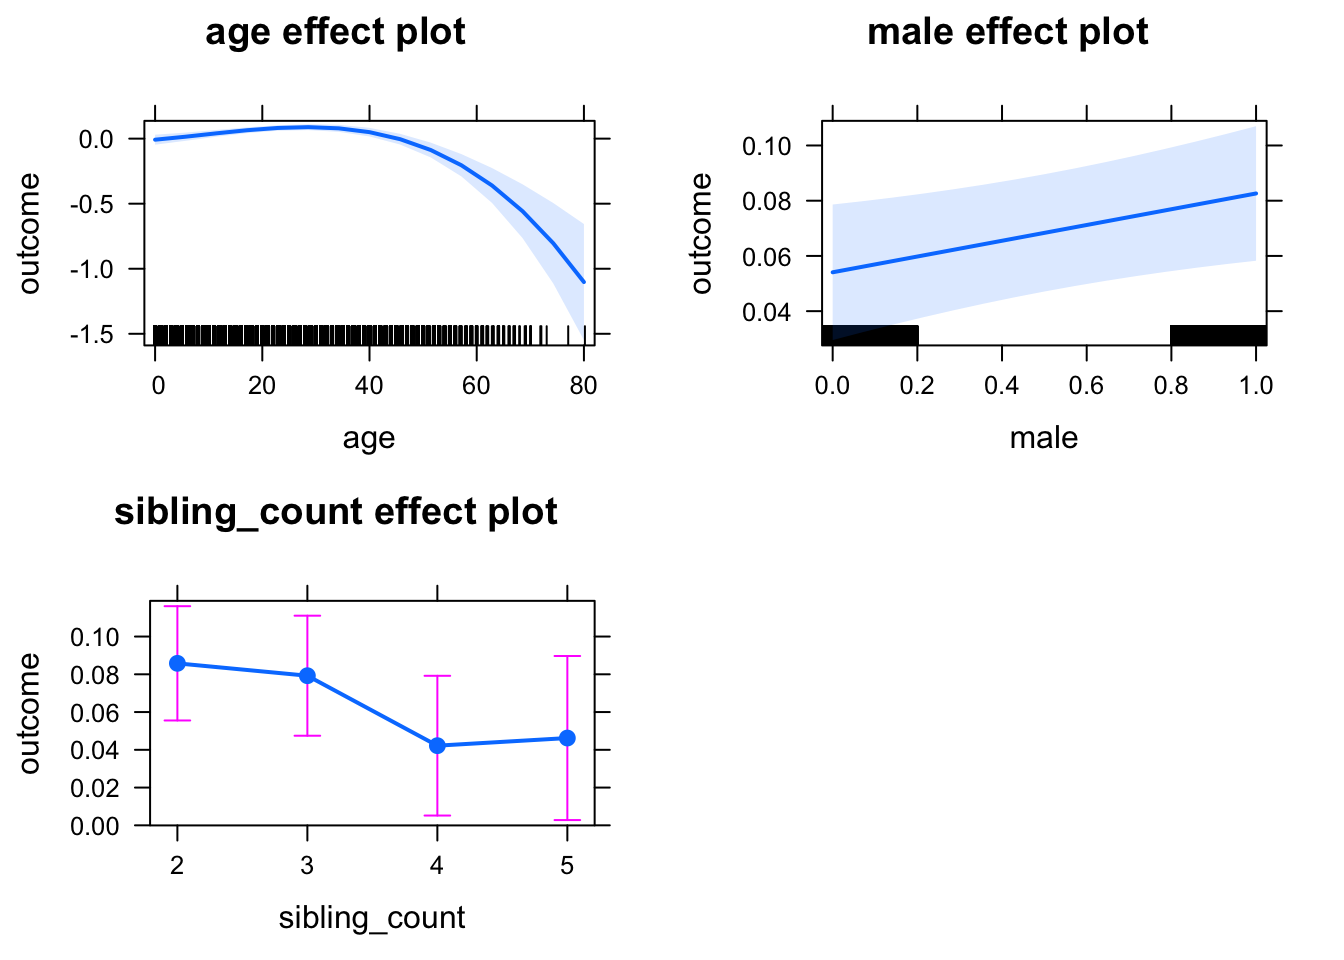 age effect plot
outcome
0.0
-0.5
-1.0
-1.5
0 20 40 60 80
age
male effect plot
outcome
0.10
0.08
0.06
0.04
0.0 0.2 0.4 0.6 0.8 1.0
male
sibling_count effect plot
outcome
0.10
0.08
0.06
0.04
0.02
0.00
2 3 4 5
sibling_count